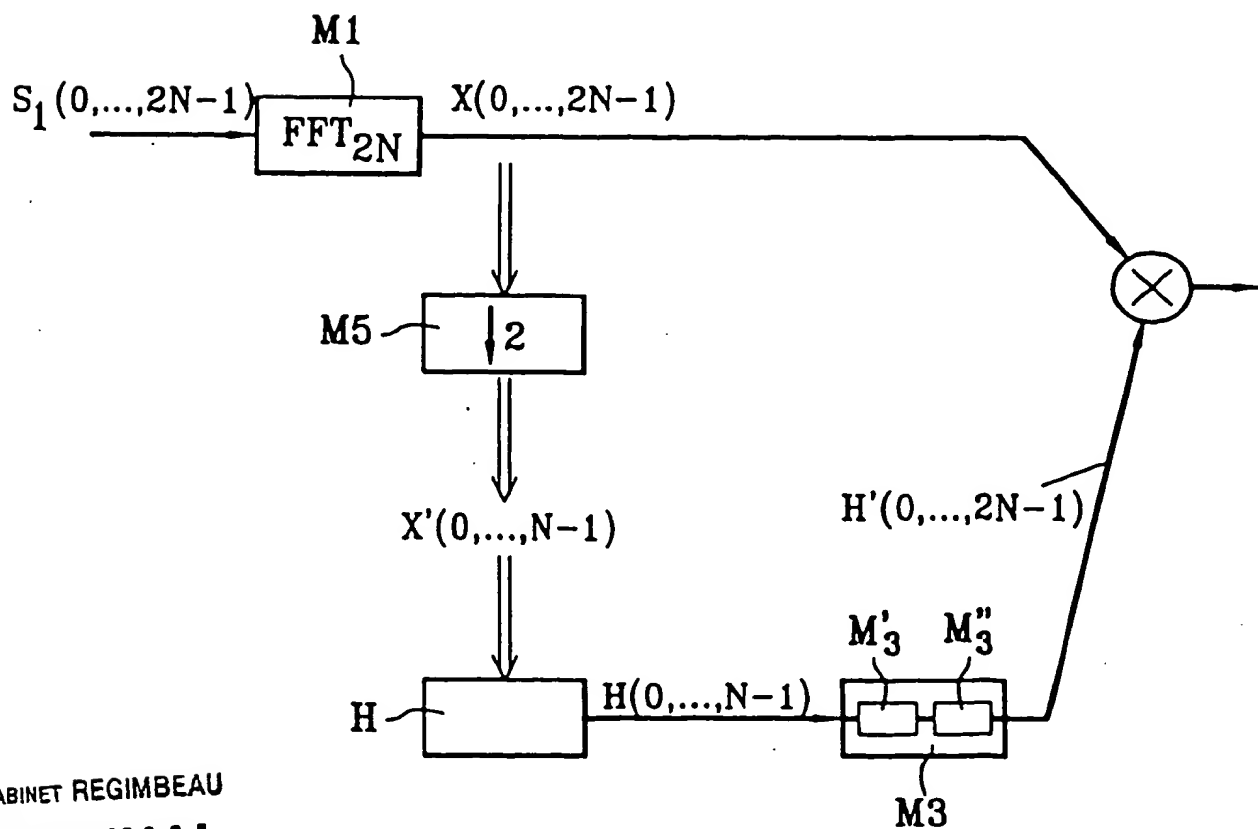 M1
S₁(0,...,2N-1)
FFT₂N
X(0,...,2N-1)
M5
↓2
X'(0,...,N-1)
H'(0,...,2N-1)
M'₃
M''₃
H
H(0,...,N-1)
M3
ABINET REGIMBEAU